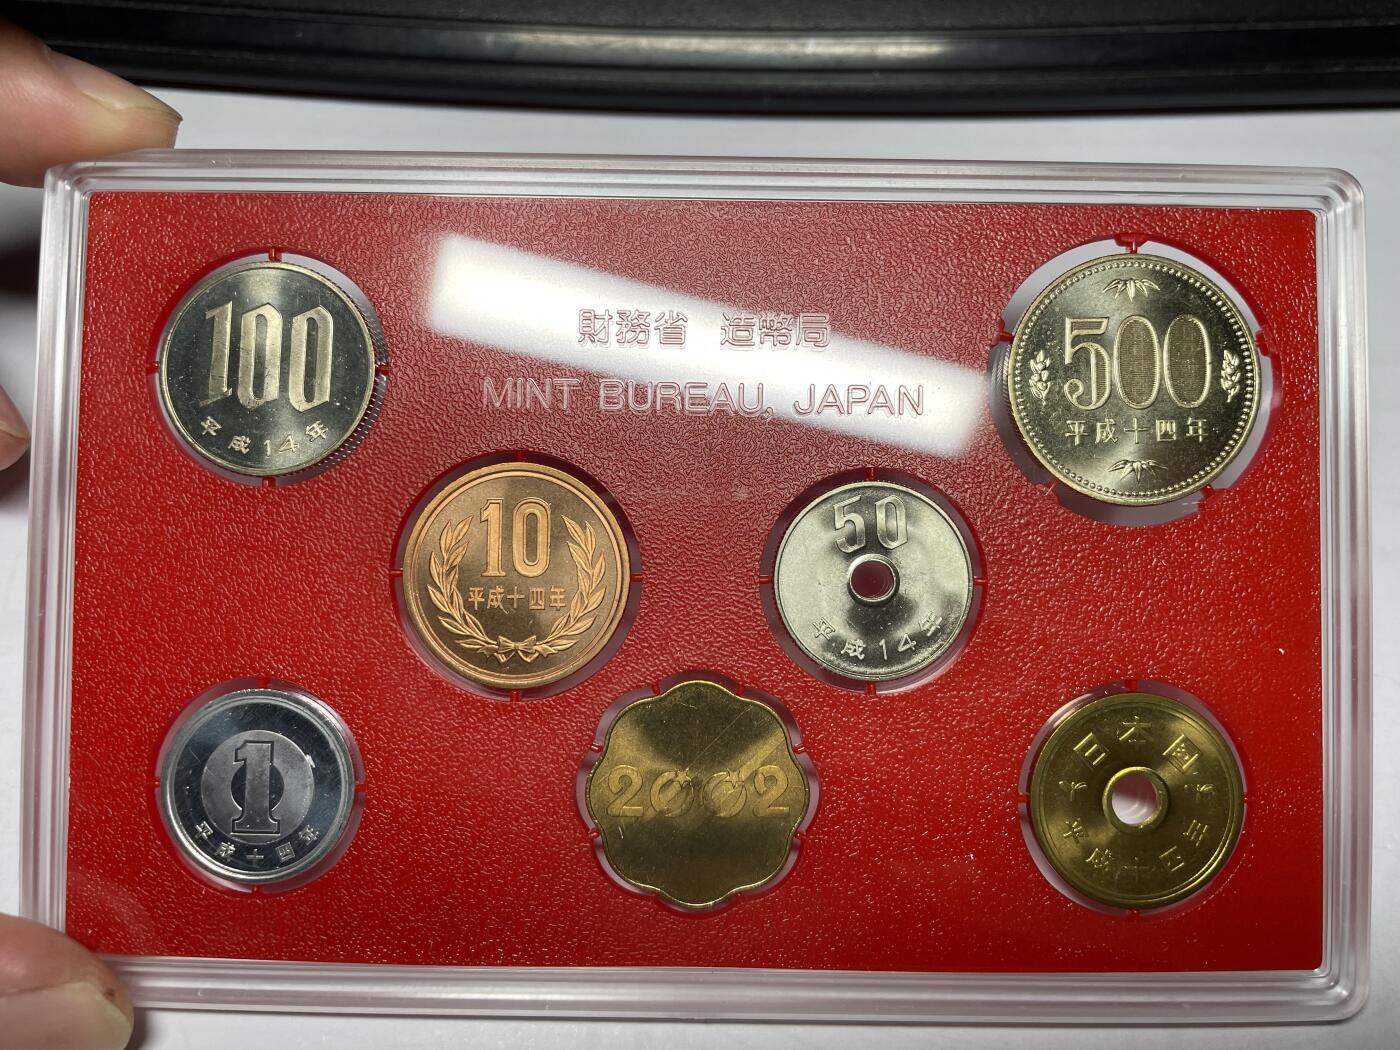 財務省 造幣局
MINT BUREAU, JAPAN
100
平成14年
500
平成十四年
10
平成十四年
50
平成14年
1
平成十四年
2002
日本国
平成十四年